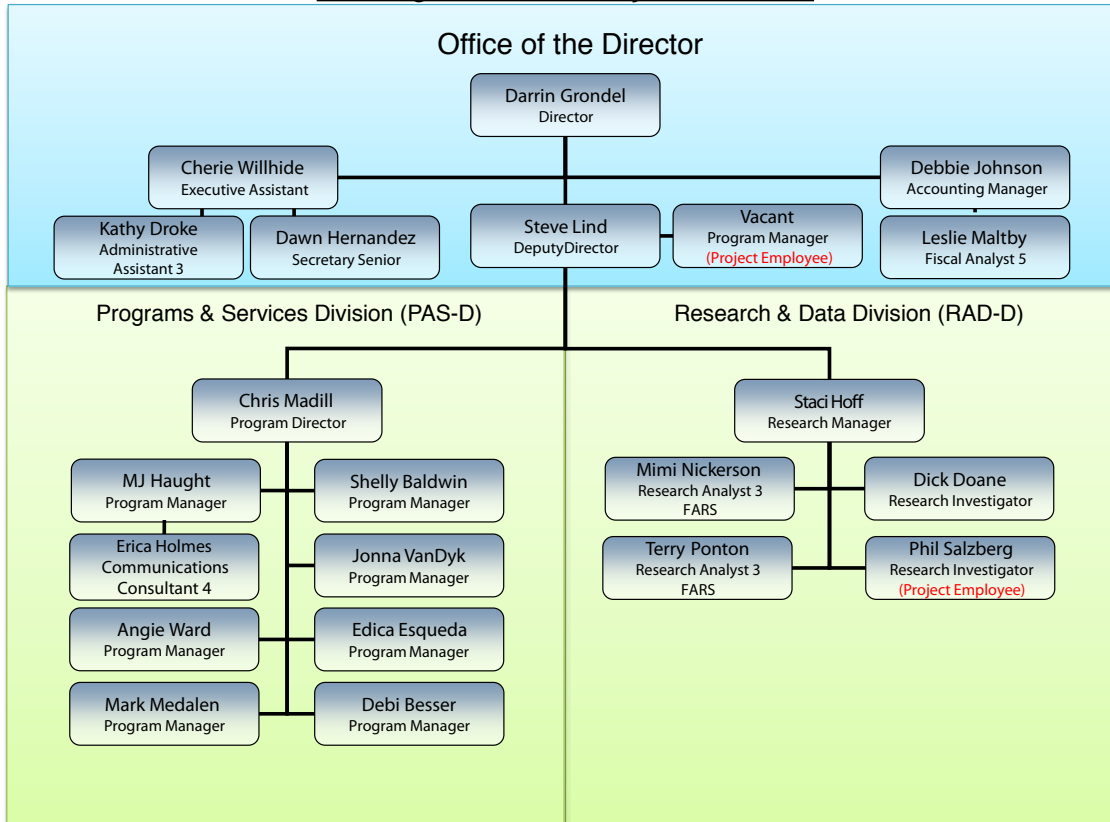 Office of the Director
Darrin Grondel
Director
Cherie Willhide
Executive Assistant
Debbie Johnson
Accounting Manager
Kathy Droke
Administrative
Assistant 3
Dawn Hernandez
Secretary Senior
Steve Lind
DeputyDirector
Vacant
Program Manager
(Project Employee)
Leslie Maltby
Fiscal Analyst 5
Programs & Services Division (PAS-D)
Chris Madill
Program Director
MJ Haught
Program Manager
Shelly Baldwin
Program Manager
Erica Holmes
Communications
Consultant 4
Jonna VanDyk
Program Manager
Angie Ward
Program Manager
Edica Esqueda
Program Manager
Mark Medalen
Program Manager
Debi Besser
Program Manager
Research & Data Division (RAD-D)
Staci Hoff
Research Manager
Mimi Nickerson
Research Analyst 3
FARS
Dick Doane
Research Investigator
Terry Ponton
Research Analyst 3
FARS
Phil Salzberg
Research Investigator
(Project Employee)